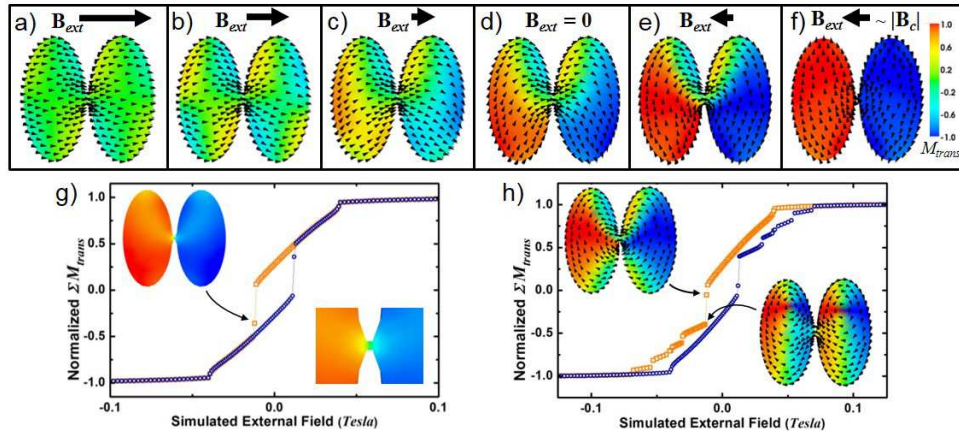 a) B_ext
b) B_ext
c) B_ext
d) B_ext = 0
e) B_ext
f) B_ext ~ |B_c|
1.0
0.6
0.2
-0.2
-0.6
-1.0
M_trans
g)
1.0
0.5
0.0
-0.5
-1.0
Normalized ΣM_trans
-0.1
0.0
0.1
Simulated External Field (Tesla)
h)
1.0
0.5
0.0
-0.5
-1.0
Normalized ΣM_trans
-0.1
0.0
0.1
Simulated External Field (Tesla)